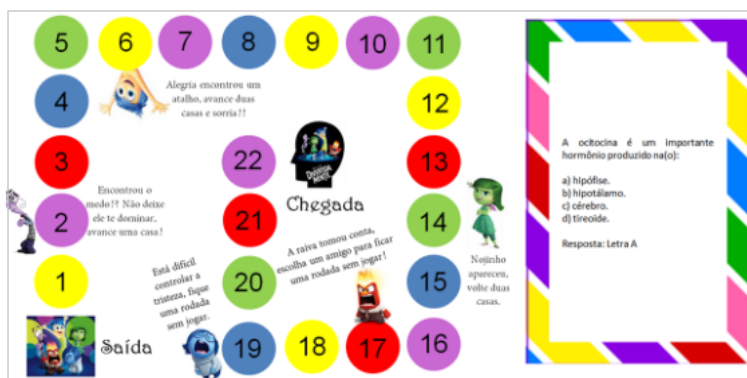 5 6 7 8 9 10 11
Alegria encontrou um
atalho, avance duas
casas e sorria!!
4
12
3
22
13
DIVERTIDA
MENTE
Chegada
Encontrou o
medo!? Não deixe
ele te dominar,
avance uma casa!
2
21
14
A raiva tomou conta,
escolha um amigo para ficar
uma rodada sem jogar!
Nojinho
apareceu,
volte duas
casas.
1
20
15
Está difícil
controlar a
tristeza, fique
uma rodada
sem jogar.
Saída
19 18 17 16
A ocitocina é um importante
hormônio produzido na(o):
a) hipófise.
b) hipotálamo.
c) cérebro.
d) tireoide.
Resposta: Letra A